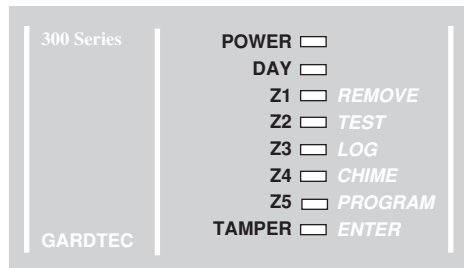 300 Series
POWER
DAY
Z1 REMOVE
Z2 TEST
Z3 LOG
Z4 CHIME
Z5 PROGRAM
TAMPER ENTER
GARDTEC